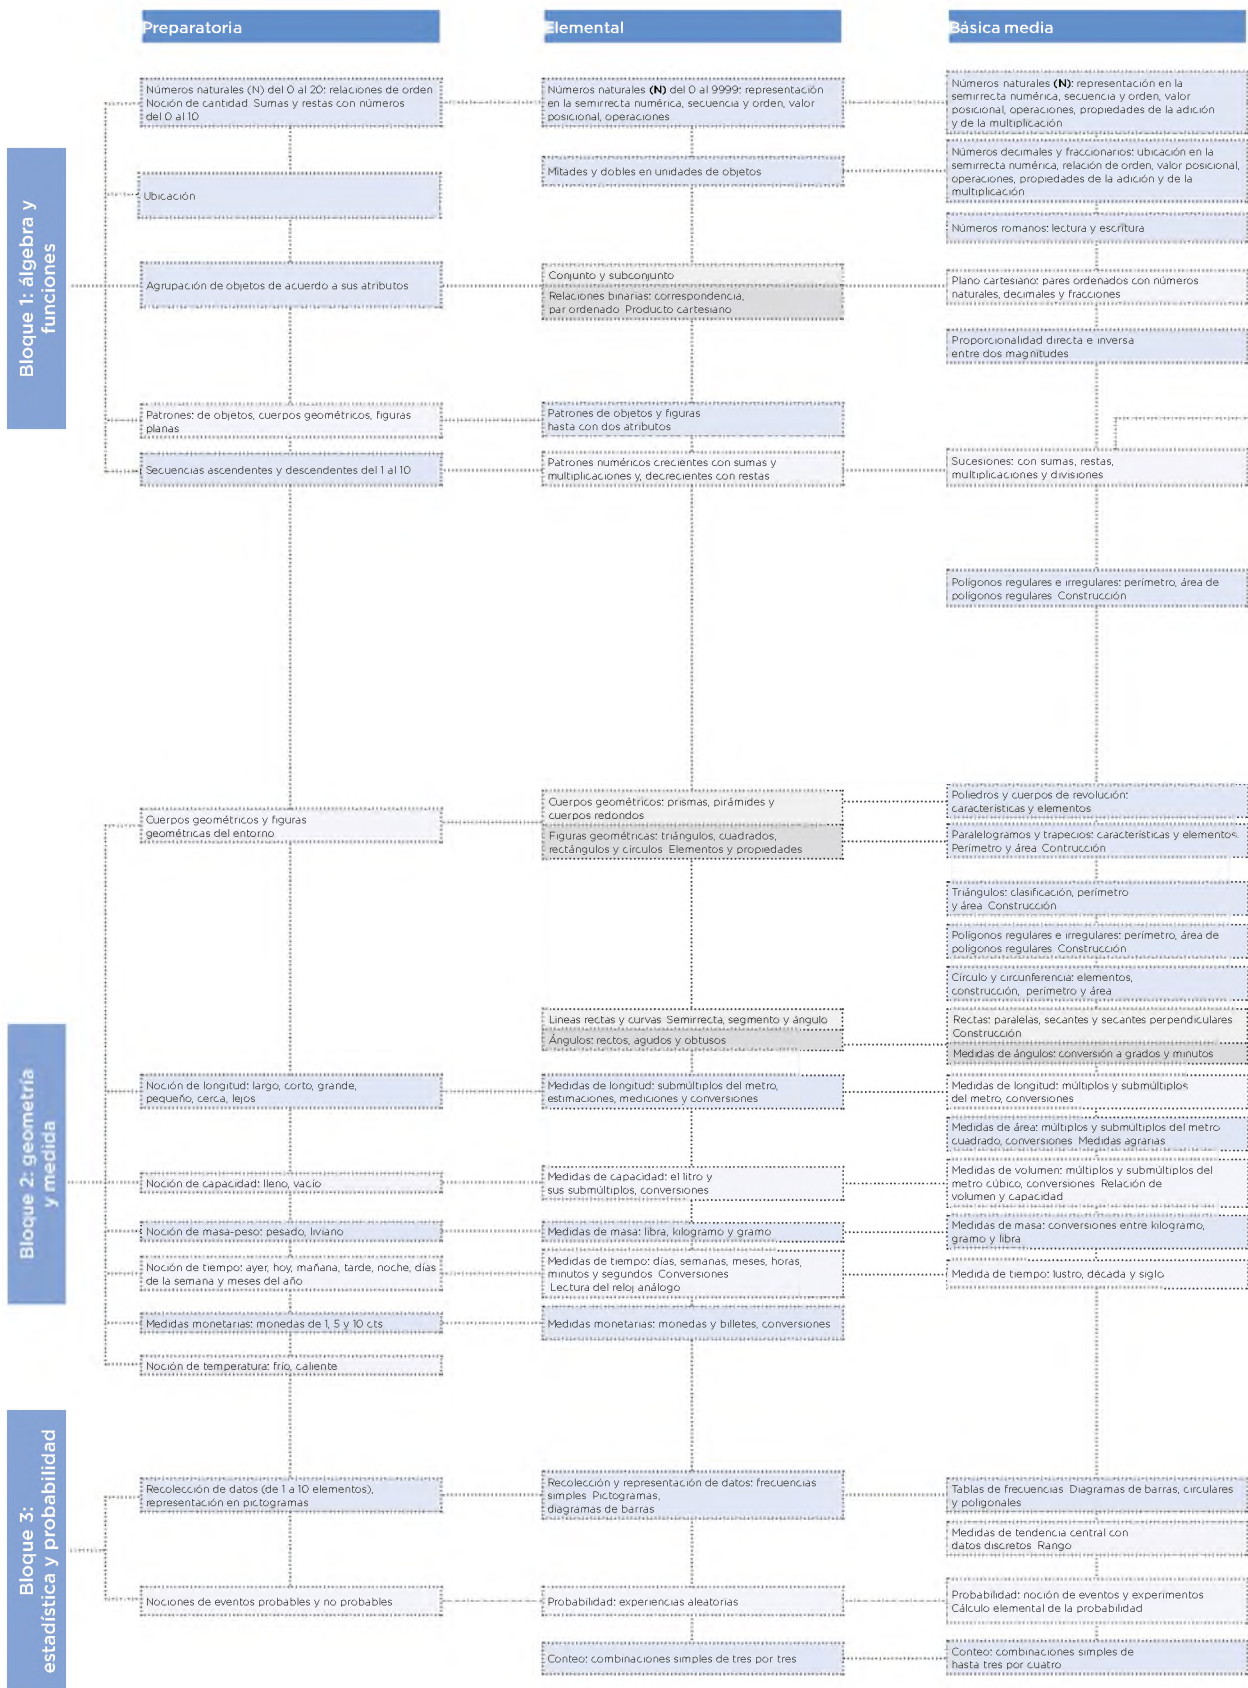 Preparatoria
Elemental
Básica media
Bloque 1: álgebra y
funciones
Números naturales (N) del 0 al 20: relaciones de orden
Noción de cantidad Sumas y restas con números
del 0 al 10
Ubicación
Agrupación de objetos de acuerdo a sus atributos
Patrones: de objetos, cuerpos geométricos, figuras
planas
Secuencias ascendentes y descendentes del 1 al 10
Números naturales (N) del 0 al 9999: representación
en la semirrecta numérica, secuencia y orden, valor
posicional, operaciones
Mitades y dobles en unidades de objetos
Conjunto y subconjunto
Relaciones binarias: correspondencia,
par ordenado Producto cartesiano
Patrones de objetos y figuras
hasta con dos atributos
Patrones numéricos crecientes con sumas y
multiplicaciones y, decrecientes con restas
Números naturales (N): representación en la
semirrecta numérica, secuencia y orden, valor
posicional, operaciones, propiedades de la adición
y de la multiplicación
Números decimales y fraccionarios: ubicación en la
semirrecta numérica, relación de orden, valor posicional,
operaciones, propiedades de la adición y de la
multiplicación
Números romanos: lectura y escritura
Plano cartesiano: pares ordenados con números
naturales, decimales y fracciones
Proporcionalidad directa e inversa
entre dos magnitudes
Sucesiones: con sumas, restas,
multiplicaciones y divisiones
Polígonos regulares e irregulares: perímetro, área de
polígonos regulares Construcción
Bloque 2: geometría
y medida
Cuerpos geométricos y figuras
geométricas del entorno
Noción de longitud: largo, corto, grande,
pequeño, cerca, lejos
Noción de capacidad: lleno, vacío
Noción de masa-peso: pesado, liviano
Noción de tiempo: ayer, hoy, mañana, tarde, noche, días
de la semana y meses del año
Medidas monetarias: monedas de 1, 5 y 10 cts
Noción de temperatura: frío, caliente
Cuerpos geométricos: prismas, pirámides y
cuerpos redondos
Figuras geométricas: triángulos, cuadrados,
rectángulos y círculos Elementos y propiedades
Lineas rectas y curvas Semirrecta, segmento y ángulo
Ángulos: rectos, agudos y obtusos
Medidas de longitud: submúltiplos del metro,
estimaciones, mediciones y conversiones
Medidas de capacidad: el litro y
sus submúltiplos, conversiones
Medidas de masa: libra, kilogramo y gramo
Medidas de tiempo: días, semanas, meses, horas,
minutos y segundos Conversiones
Lectura del reloj análogo
Medidas monetarias: monedas y billetes, conversiones
Poliedros y cuerpos de revolución:
características y elementos
Paralelogramos y trapecios: características y elementos
Perímetro y área Contrucción
Triángulos: clasificación, perímetro
y área Construcción
Polígonos regulares e irregulares: perímetro, área de
polígonos regulares Construcción
Círculo y circunferencia: elementos,
construcción, perímetro y área
Rectas: paralelas, secantes y secantes perpendiculares
Construcción
Medidas de ángulos: conversión a grados y minutos
Medidas de longitud: múltiplos y submúltiplos
del metro, conversiones
Medidas de área: múltiplos y submúltiplos del metro
cuadrado, conversiones Medidas agrarias
Medidas de volumen: múltiplos y submúltiplos del
metro cúbico, conversiones Relación de
volumen y capacidad
Medidas de masa: conversiones entre kilogramo,
gramo y libra
Medida de tiempo: lustro, década y siglo
Bloque 3:
estadística y probabilidad
Recolección de datos (de 1 a 10 elementos),
representación en pictogramas
Nociones de eventos probables y no probables
Recolección y representación de datos: frecuencias
simples Pictogramas,
diagramas de barras
Probabilidad: experiencias aleatorias
Conteo: combinaciones simples de tres por tres
Tablas de frecuencias Diagramas de barras, circulares
y poligonales
Medidas de tendencia central con
datos discretos Rango
Probabilidad: noción de eventos y experimentos
Cálculo elemental de la probabilidad
Conteo: combinaciones simples de
hasta tres por cuatro